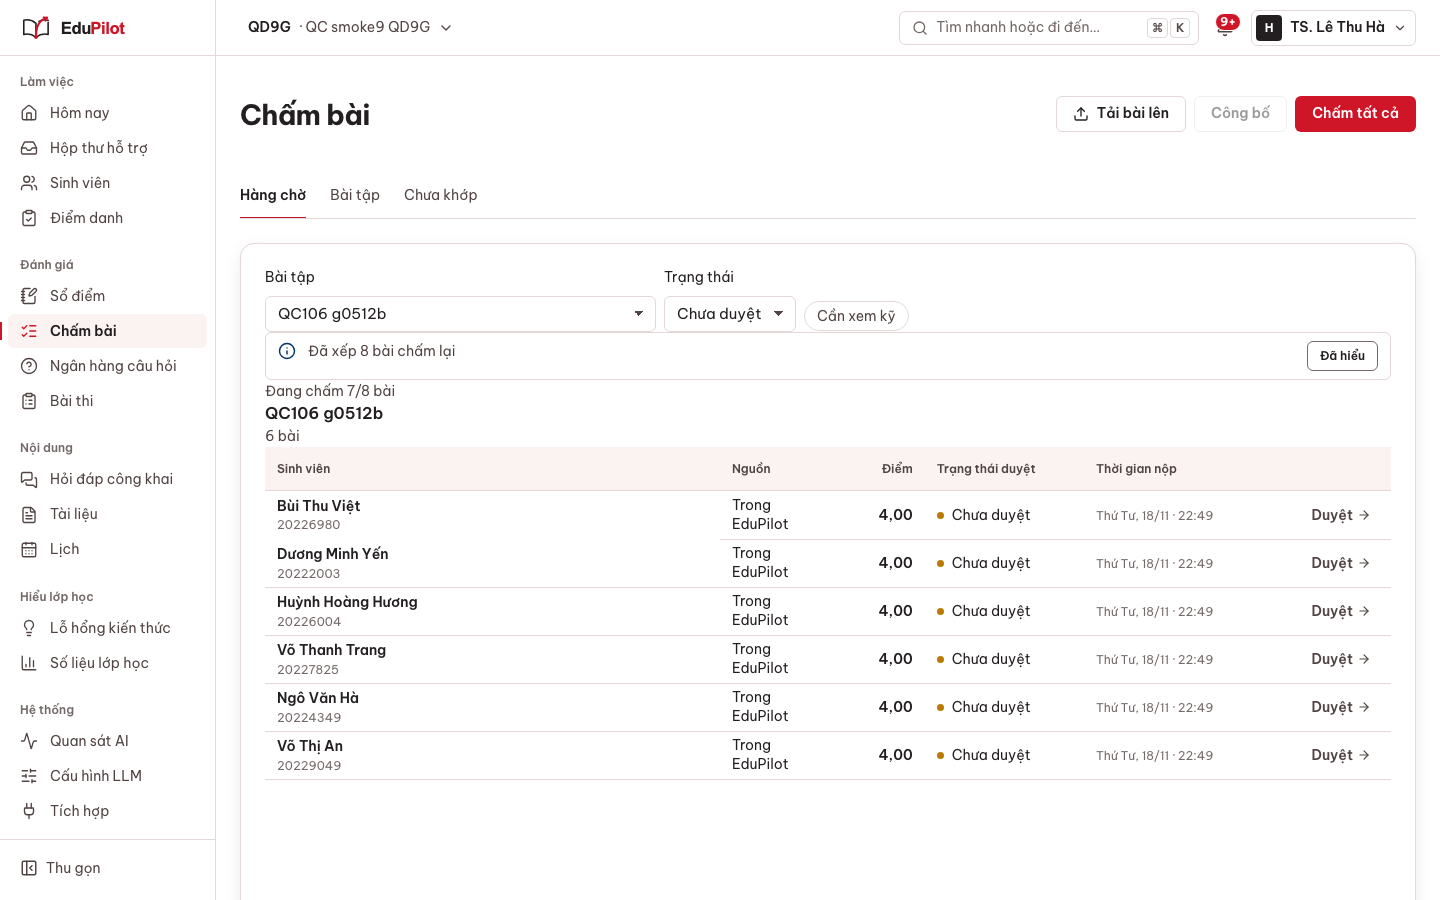 EduPilot
QD9G · QC smoke9 QD9G
Tìm nhanh hoặc đi đến...
⌘ K
9+
H
TS. Lê Thu Hà
Làm việc
Hôm nay
Hộp thư hỗ trợ
Sinh viên
Điểm danh
Đánh giá
Sổ điểm
Chấm bài
Ngân hàng câu hỏi
Bài thi
Nội dung
Hỏi đáp công khai
Tài liệu
Lịch
Hiểu lớp học
Lỗ hổng kiến thức
Số liệu lớp học
Hệ thống
Quan sát AI
Cấu hình LLM
Tích hợp
Thu gọn
Chấm bài
Tải bài lên
Công bố
Chấm tất cả
Hàng chờ
Bài tập
Chưa khớp
Bài tập
Trạng thái
QC106 g0512b
Chưa duyệt
Cần xem kỹ
Đã xếp 8 bài chấm lại
Đã hiểu
Đang chấm 7/8 bài
QC106 g0512b
6 bài
Sinh viên Nguồn Điểm Trạng thái duyệt Thời gian nộp
Bùi Thu Việt
20226980
Trong
EduPilot
4,00
Chưa duyệt
Thứ Tư, 18/11 · 22:49
Duyệt →
Dương Minh Yến
20222003
Trong
EduPilot
4,00
Chưa duyệt
Thứ Tư, 18/11 · 22:49
Duyệt →
Huỳnh Hoàng Hương
20226004
Trong
EduPilot
4,00
Chưa duyệt
Thứ Tư, 18/11 · 22:49
Duyệt →
Võ Thanh Trang
20227825
Trong
EduPilot
4,00
Chưa duyệt
Thứ Tư, 18/11 · 22:49
Duyệt →
Ngô Văn Hà
20224349
Trong
EduPilot
4,00
Chưa duyệt
Thứ Tư, 18/11 · 22:49
Duyệt →
Võ Thị An
20229049
Trong
EduPilot
4,00
Chưa duyệt
Thứ Tư, 18/11 · 22:49
Duyệt →